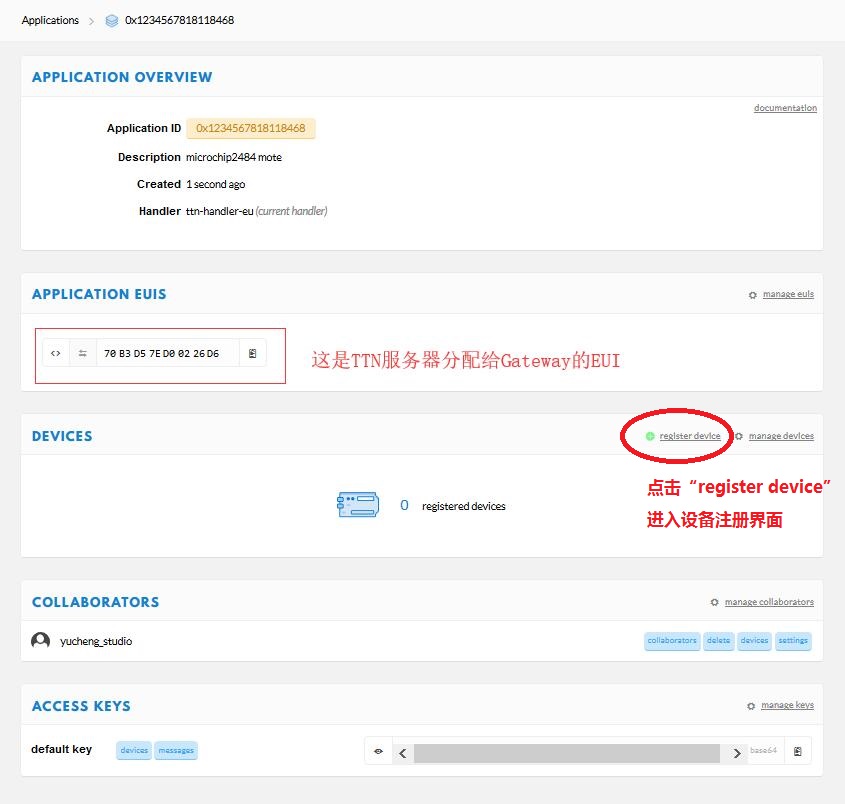 Applications > 0x1234567818118468
APPLICATION OVERVIEW
documentation
Application ID 0x1234567818118468
Description microchip2484 mote
Created 1 second ago
Handler ttn-handler-eu (current handler)
APPLICATION EUIS
manage euis
<> 70 B3 D5 7E D0 02 26 D6
这是TTN服务器分配给Gateway的EUI
DEVICES
register device manage devices
0 registered devices
点击“register device”
进入设备注册界面
COLLABORATORS
manage collaborators
yucheng_studio
collaborators delete devices settings
ACCESS KEYS
manage keys
default key devices messages base64